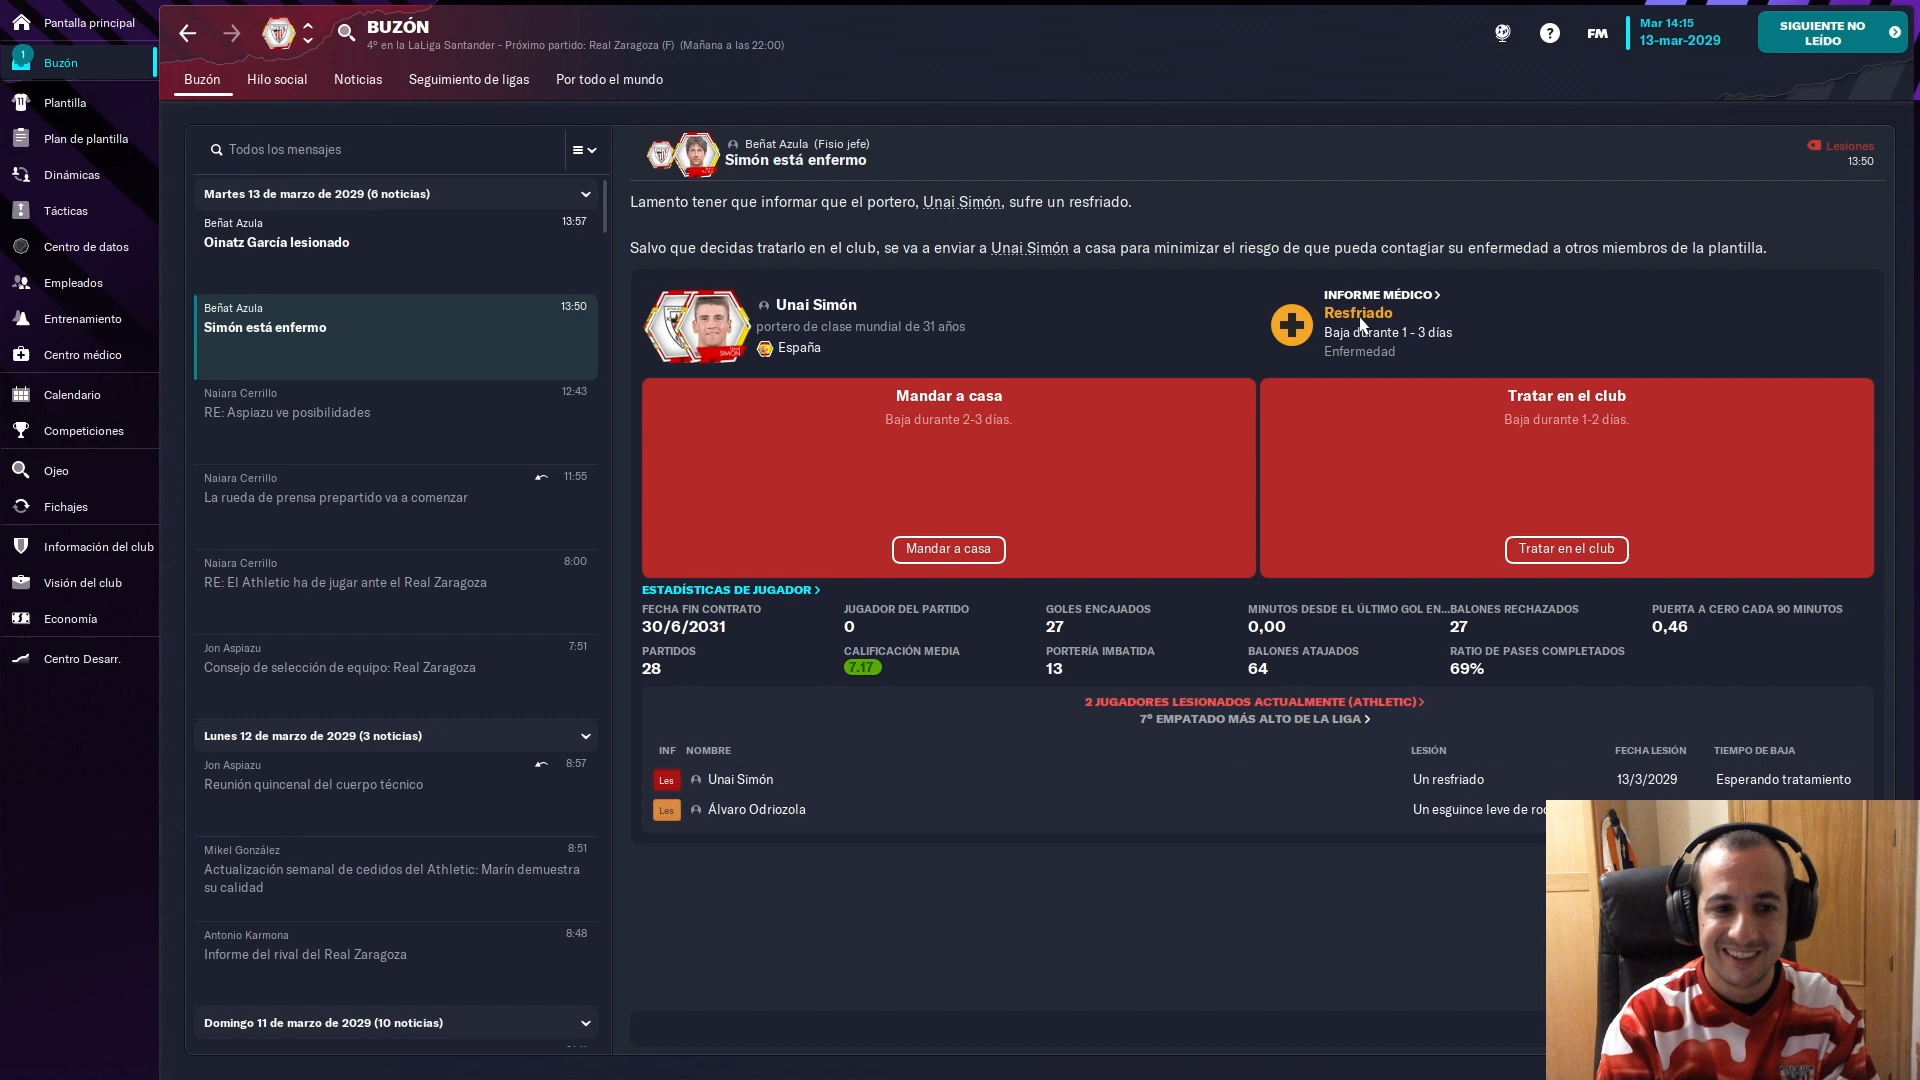 Pantalla principal
1
Buzón
Plantilla
Plan de plantilla
Dinámicas
Tácticas
Centro de datos
Empleados
Entrenamiento
Centro médico
Calendario
Competiciones
Ojeo
Fichajes
Información del club
Visión del club
Economía
Centro Desarr.
BUZÓN
4º en la LaLiga Santander - Próximo partido: Real Zaragoza (F) (Mañana a las 22:00)
FM
Mar 14:15
13-mar-2029
SIGUIENTE NO LEÍDO
Buzón
Hilo social
Noticias
Seguimiento de ligas
Por todo el mundo
Todos los mensajes
Martes 13 de marzo de 2029 (6 noticias)
Beñat Azula 13:57
Oinatz García lesionado
Beñat Azula 13:50
Simón está enfermo
Naiara Cerrillo 12:43
RE: Aspiazu ve posibilidades
Naiara Cerrillo 11:55
La rueda de prensa prepartido va a comenzar
Naiara Cerrillo 8:00
RE: El Athletic ha de jugar ante el Real Zaragoza
Jon Aspiazu 7:51
Consejo de selección de equipo: Real Zaragoza
Lunes 12 de marzo de 2029 (3 noticias)
Jon Aspiazu 8:57
Reunión quincenal del cuerpo técnico
Mikel González 8:51
Actualización semanal de cedidos del Athletic: Marín demuestra
su calidad
Antonio Karmona 8:48
Informe del rival del Real Zaragoza
Domingo 11 de marzo de 2029 (10 noticias)
Beñat Azula (Fisio jefe)
Simón está enfermo
Lesiones
13:50
Lamento tener que informar que el portero, Unai Simón, sufre un resfriado.
Salvo que decidas tratarlo en el club, se va a enviar a Unai Simón a casa para minimizar el riesgo de que pueda contagiar su enfermedad a otros miembros de la plantilla.
SIMÓN
Unai Simón
portero de clase mundial de 31 años
España
INFORME MÉDICO
Resfriado
Baja durante 1 - 3 días
Enfermedad
Mandar a casa
Baja durante 2-3 días.
Mandar a casa
Tratar en el club
Baja durante 1-2 días.
Tratar en el club
ESTADÍSTICAS DE JUGADOR
FECHA FIN CONTRATO JUGADOR DEL PARTIDO GOLES ENCAJADOS MINUTOS DESDE EL ÚLTIMO GOL EN... BALONES RECHAZADOS PUERTA A CERO CADA 90 MINUTOS
30/6/2031 0 27 0,00 27 0,46
PARTIDOS CALIFICACIÓN MEDIA PORTERÍA IMBATIDA BALONES ATAJADOS RATIO DE PASES COMPLETADOS
28 7.17 13 64 69%
2 JUGADORES LESIONADOS ACTUALMENTE (ATHLETIC)
7º EMPATADO MÁS ALTO DE LA LIGA
INF NOMBRE LESIÓN FECHA LESIÓN TIEMPO DE BAJA
Les Unai Simón Un resfriado 13/3/2029 Esperando tratamiento
Les Álvaro Odriozola Un esguince leve de